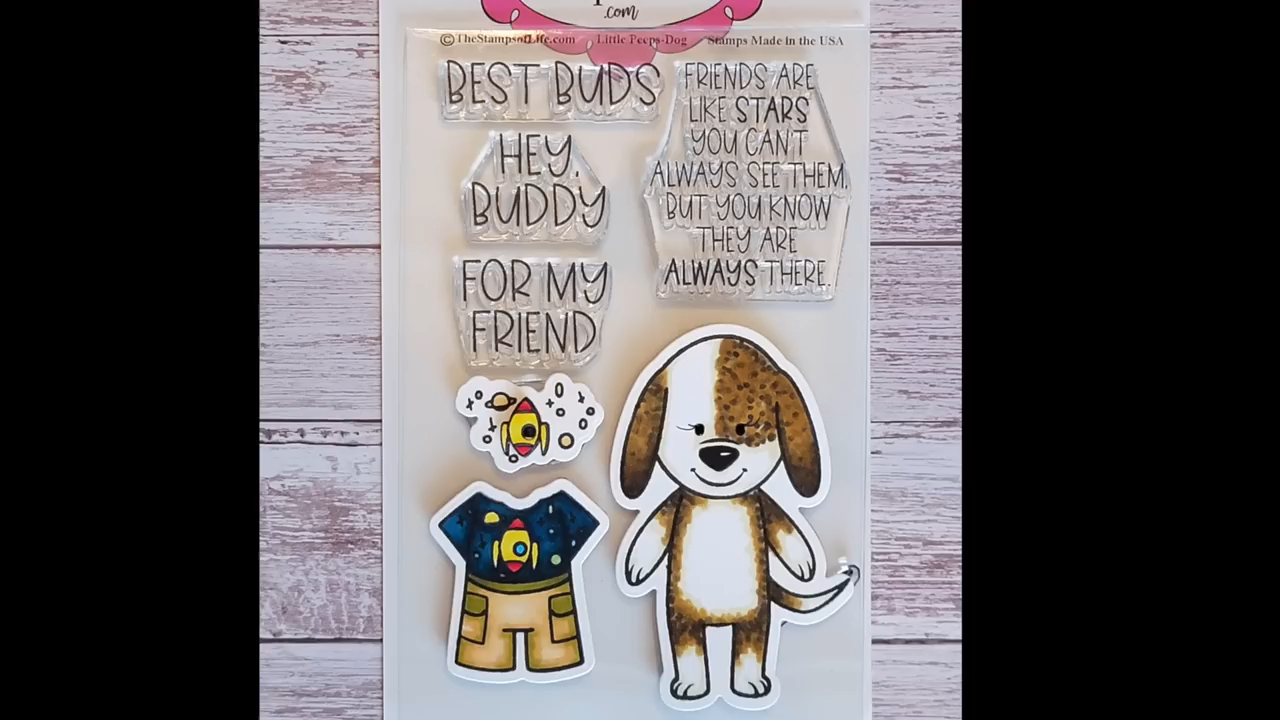 .com
©TheStampsofLife.com Little Peeps-Dog Stamps Made in the USA
BEST BUDS
HEY,
BUDDY
FOR MY
FRIEND
FRIENDS ARE
LIKE STARS
YOU CAN'T
ALWAYS SEE THEM,
BUT YOU KNOW
THEY ARE
ALWAYS THERE.